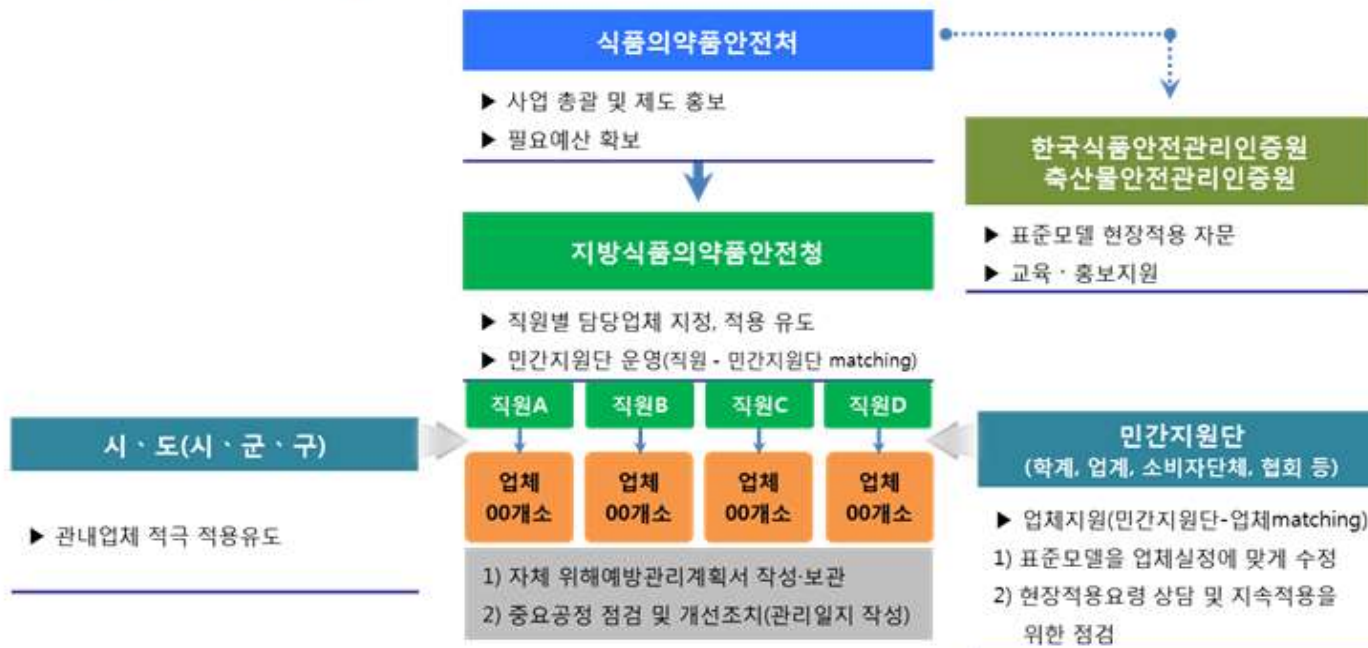 식품의약품안전처
▶ 사업 총괄 및 제도 홍보
▶ 필요예산 확보
한국식품안전관리인증원
축산물안전관리인증원
▶ 표준모델 현장적용 자문
▶ 교육 · 홍보지원
지방식품의약품안전청
▶ 직원별 담당업체 지정, 적용 유도
▶ 민간지원단 운영(직원 - 민간지원단 matching)
직원A 직원B 직원C 직원D
시 · 도(시 · 군 · 구)
▶ 관내업체 적극 적용유도
업체 업체 업체 업체
00개소 00개소 00개소 00개소
1) 자체 위해예방관리계획서 작성·보관
2) 중요공정 점검 및 개선조치(관리일지 작성)
민간지원단
(학계, 업계, 소비자단체, 협회 등)
▶ 업체지원(민간지원단-업체matching)
1) 표준모델을 업체실정에 맞게 수정
2) 현장적용요령 상담 및 지속적용을
위한 점검